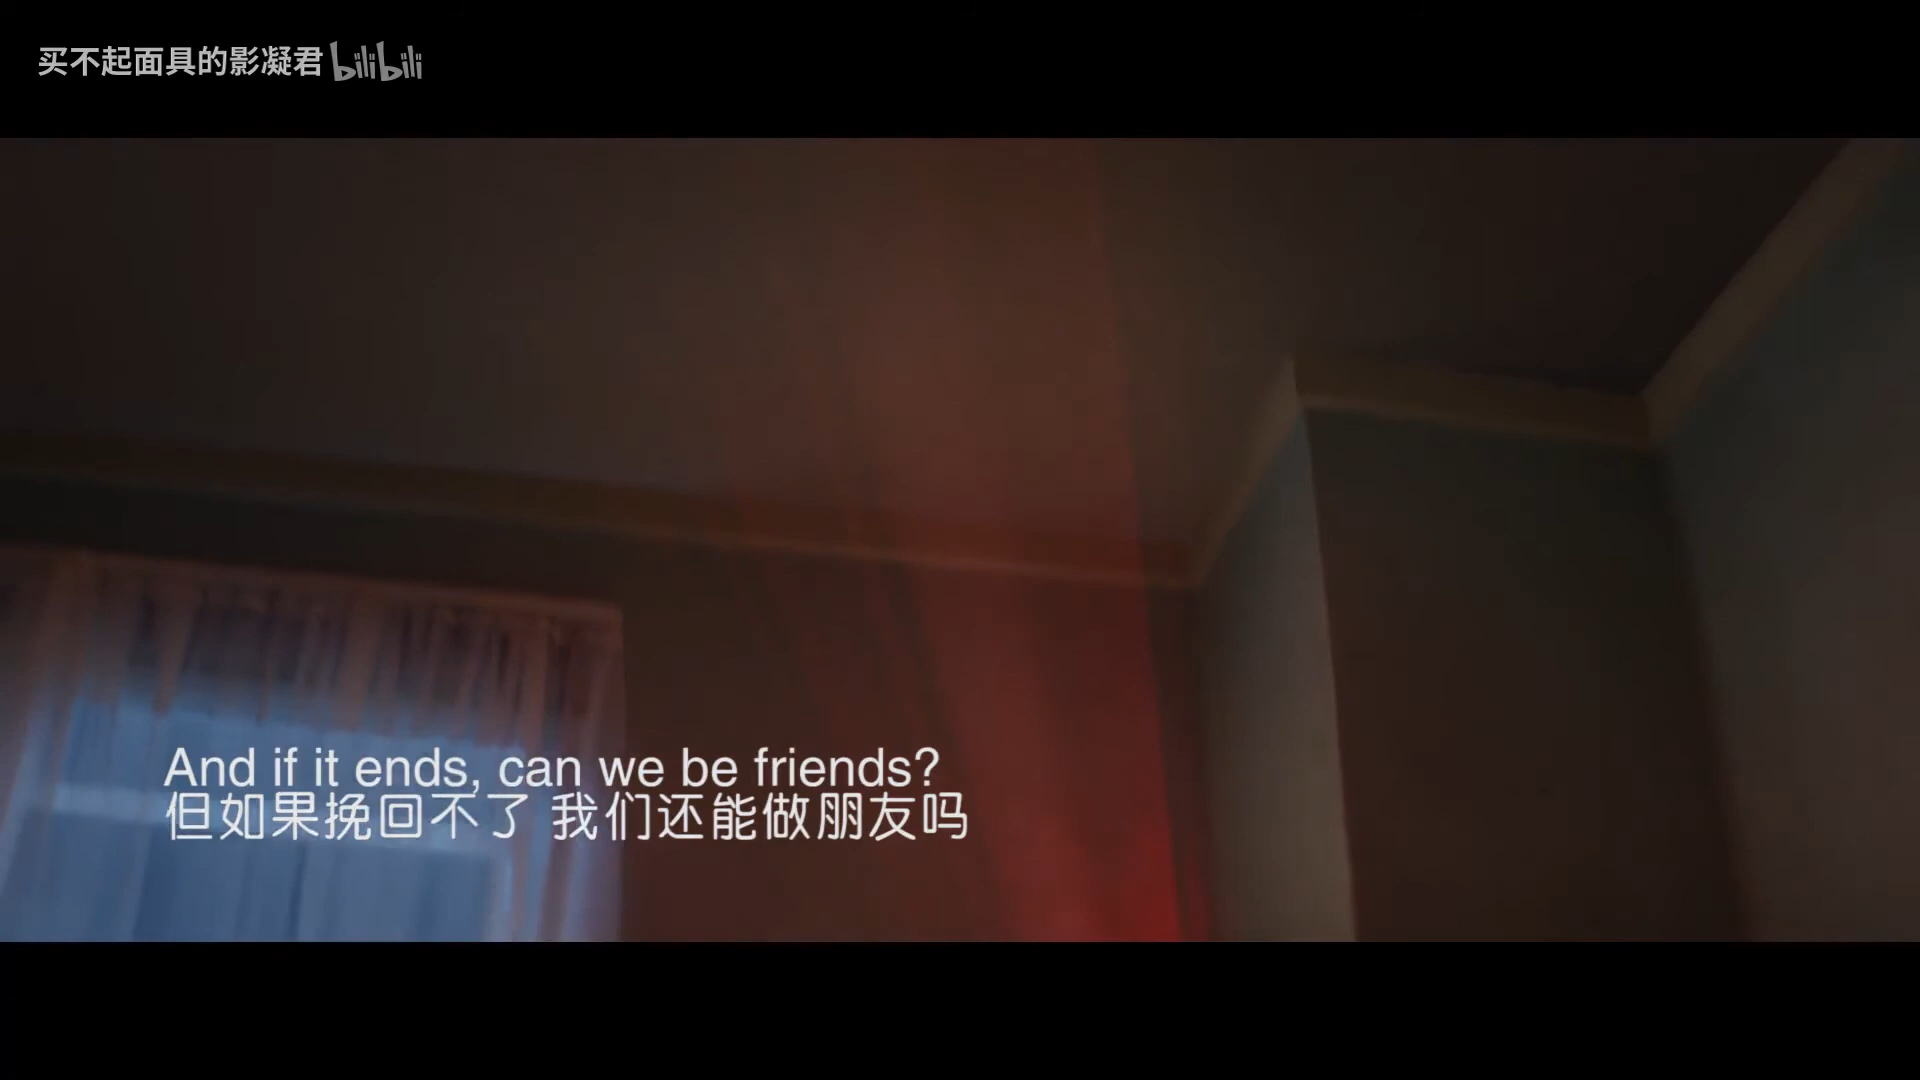 买不起面具的影凝君 bilibili
And if it ends, can we be friends?
但如果挽回不了 我们还能做朋友吗